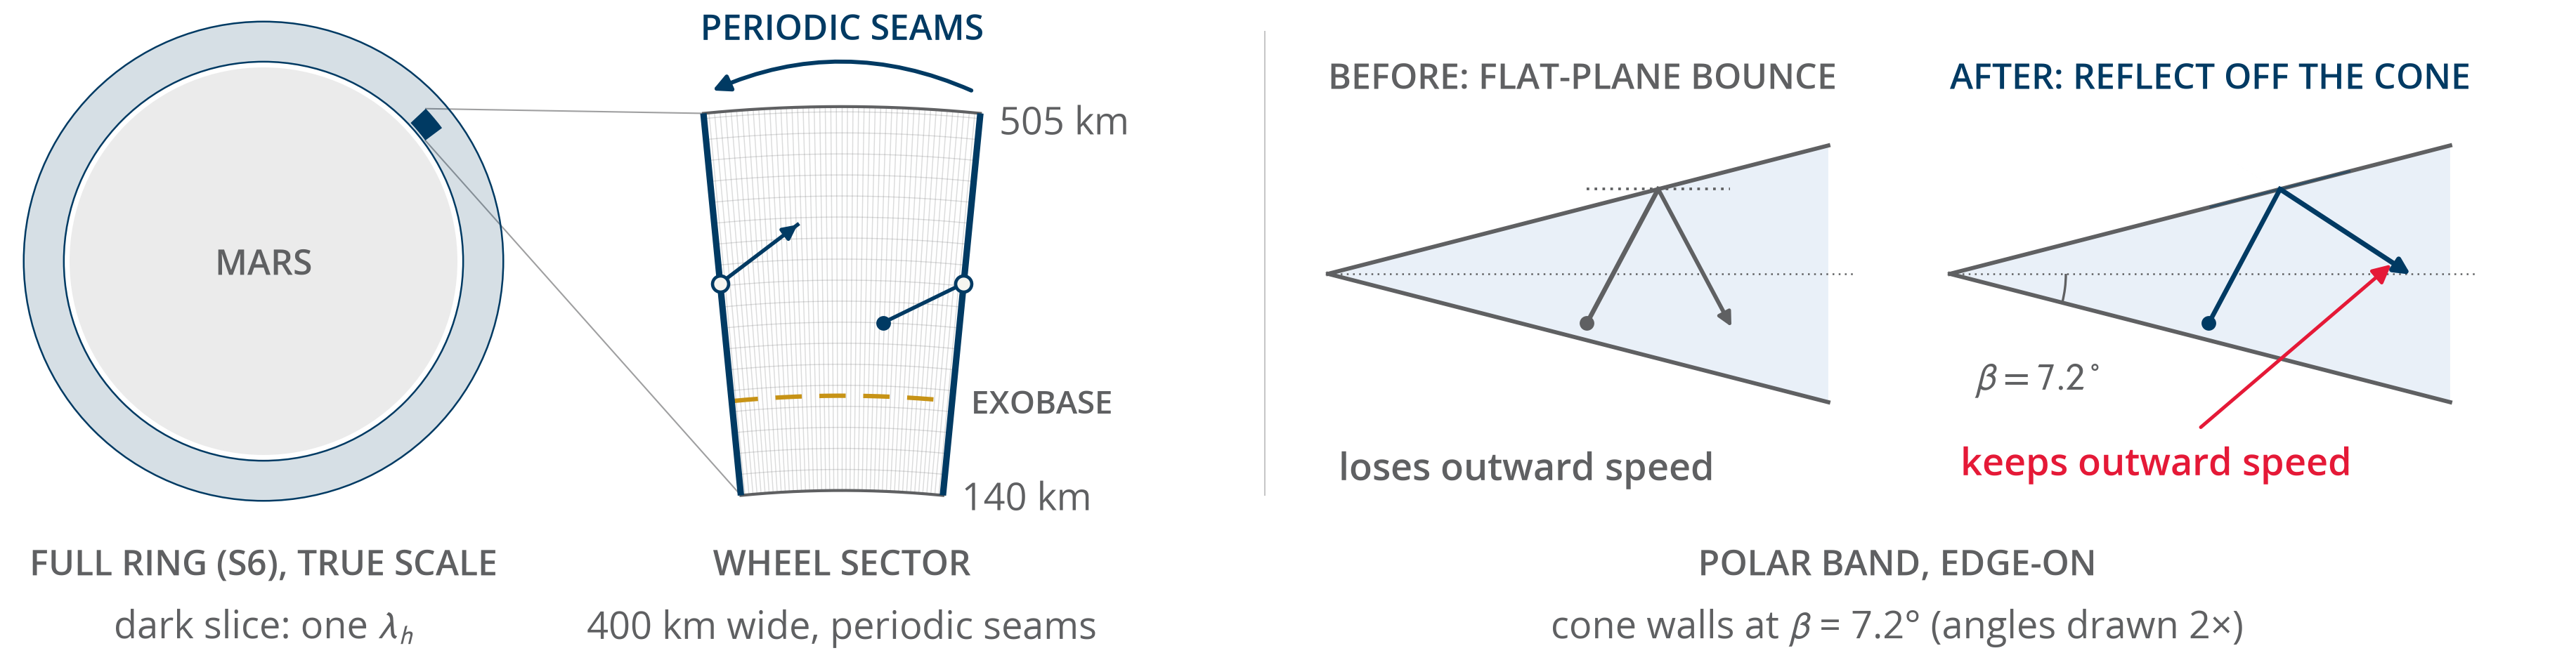 PERIODIC SEAMS
MARS
505 km
EXOBASE
140 km
FULL RING (S6), TRUE SCALE
dark slice: one λₕ
WHEEL SECTOR
400 km wide, periodic seams
BEFORE: FLAT-PLANE BOUNCE
loses outward speed
AFTER: REFLECT OFF THE CONE
β = 7.2°
keeps outward speed
POLAR BAND, EDGE-ON
cone walls at β = 7.2° (angles drawn 2×)